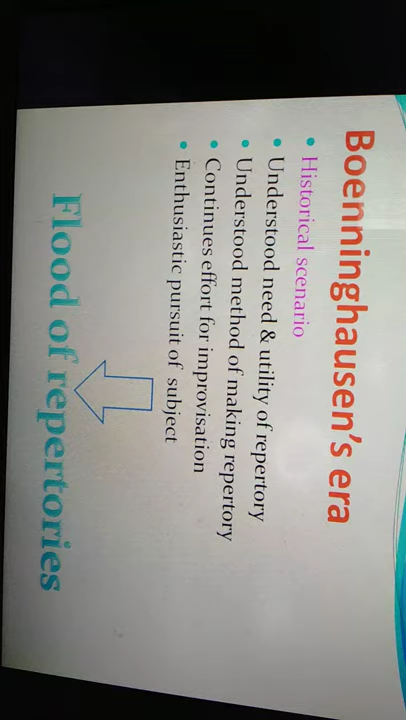 Boenninghausen's era
• Historical scenario
• Understood need & utility of repertory
• Understood method of making repertory
• Continues effort for improvisation
• Enthusiastic pursuit of subject
Flood of repertories